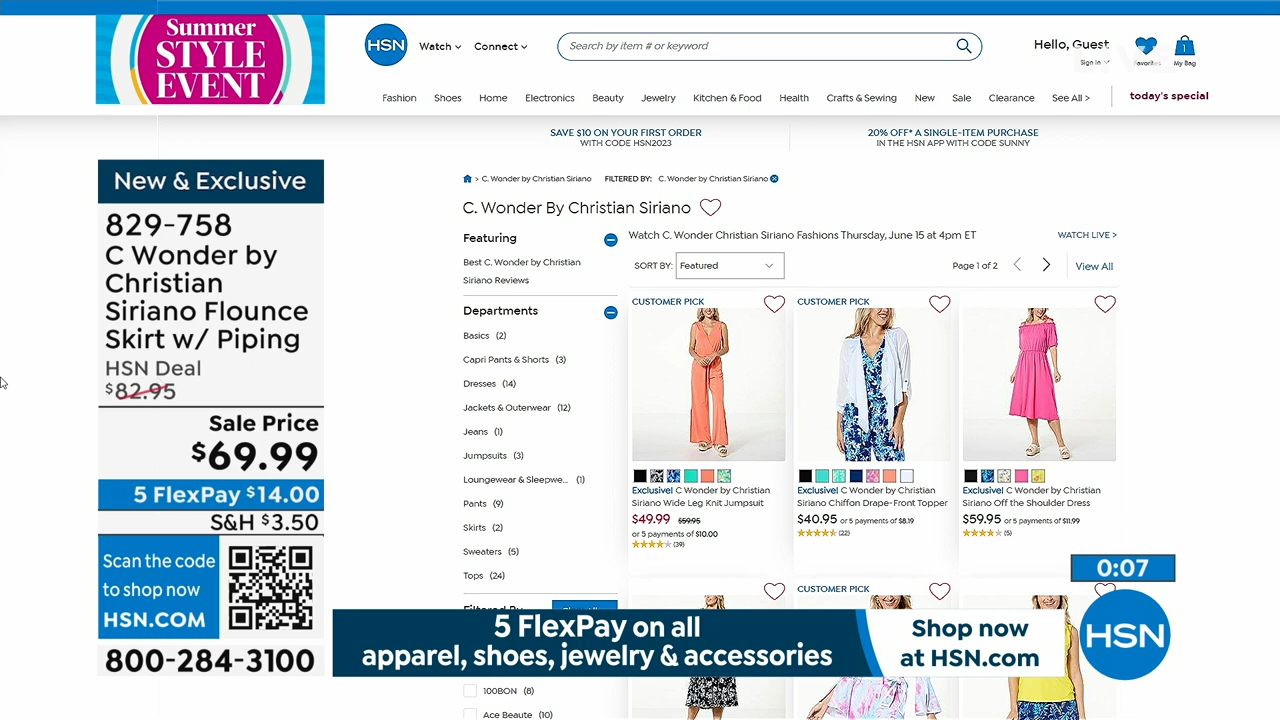 Summer
STYLE
EVENT
HSN
Watch
Connect
Search by item # or keyword
Hello, Guest
Sign In
Favorites
1
My Bag
Fashion
Shoes
Home
Electronics
Beauty
Jewelry
Kitchen & Food
Health
Crafts & Sewing
New
Sale
Clearance
See All >
today's special
SAVE $10 ON YOUR FIRST ORDER
WITH CODE HSN2023
20% OFF* A SINGLE-ITEM PURCHASE
IN THE HSN APP WITH CODE SUNNY
New & Exclusive
829-758
C Wonder by
Christian
Siriano Flounce
Skirt w/ Piping
HSN Deal
$82.95
Sale Price
$69.99
5 FlexPay $14.00
S&H $3.50
Scan the code
to shop now
HSN.COM
800-284-3100
> C. Wonder by Christian Siriano
FILTERED BY: C. Wonder by Christian Siriano
C. Wonder By Christian Siriano
Featuring
Best C. Wonder by Christian
Siriano Reviews
Departments
Basics (2)
Capri Pants & Shorts (3)
Dresses (14)
Jackets & Outerwear (12)
Jeans (1)
Jumpsuits (3)
Loungewear & Sleepwe... (1)
Pants (9)
Skirts (2)
Sweaters (5)
Tops (24)
Filtered By
100BON (8)
Ace Beaute (10)
Watch C. Wonder Christian Siriano Fashions Thursday, June 15 at 4pm ET
WATCH LIVE >
SORT BY: Featured
Page 1 of 2
View All
CUSTOMER PICK
Exclusive! C Wonder by Christian
Siriano Wide Leg Knit Jumpsuit
$49.99 $59.95
or 5 payments of $10.00
(39)
CUSTOMER PICK
Exclusive! C Wonder by Christian
Siriano Chiffon Drape-Front Topper
$40.95 or 5 payments of $8.19
(22)
Exclusive! C Wonder by Christian
Siriano Off the Shoulder Dress
$59.95 or 5 payments of $11.99
(5)
CUSTOMER PICK
0:07
5 FlexPay on all
apparel, shoes, jewelry & accessories
Shop now
at HSN.com
HSN